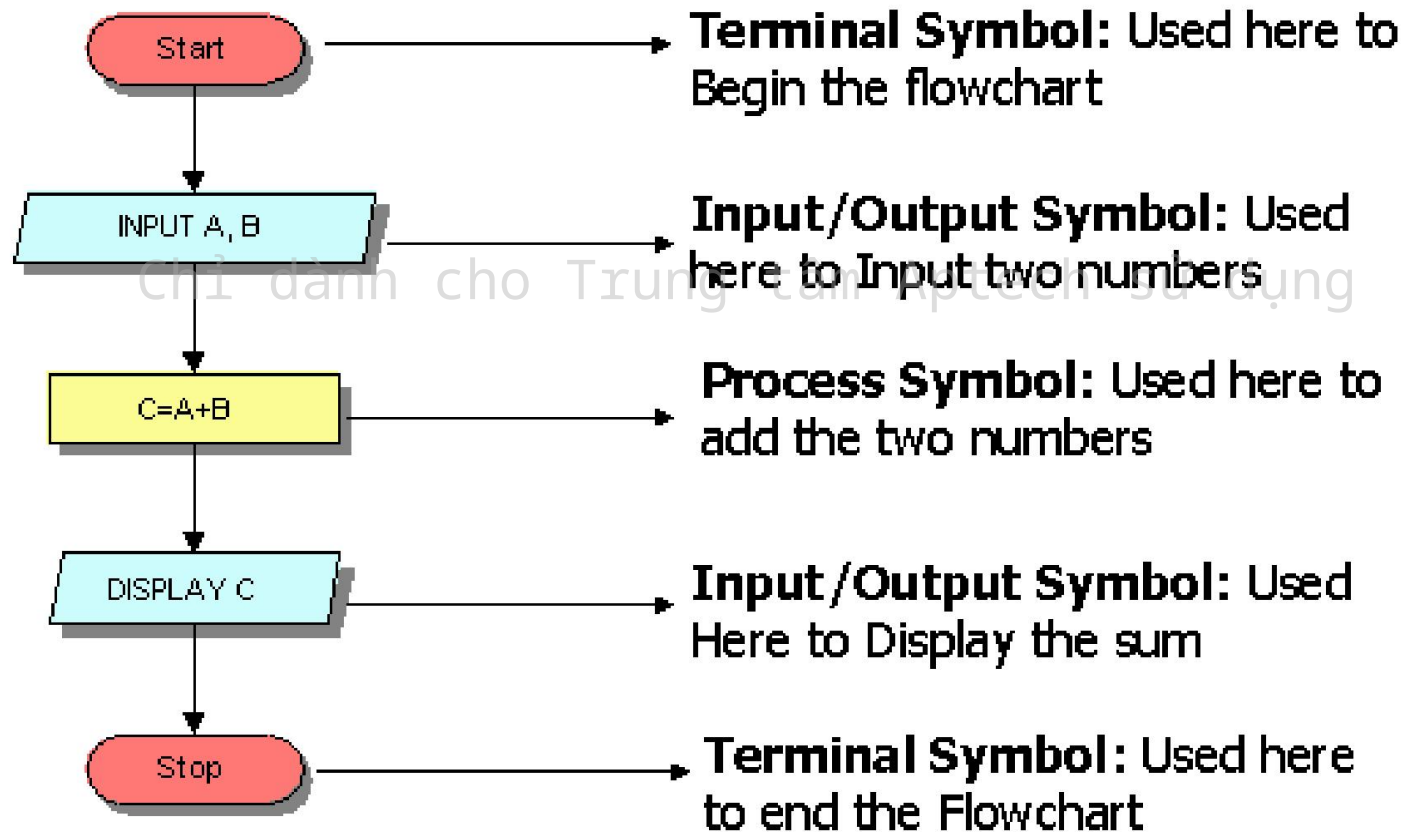 Start
Terminal Symbol: Used here to
Begin the flowchart
INPUT A, B
Input/Output Symbol: Used
here to Input two numbers
Chỉ dành cho Trung tâm Aptech sử dụng
C=A+B
Process Symbol: Used here to
add the two numbers
DISPLAY C
Input/Output Symbol: Used
Here to Display the sum
Stop
Terminal Symbol: Used here
to end the Flowchart